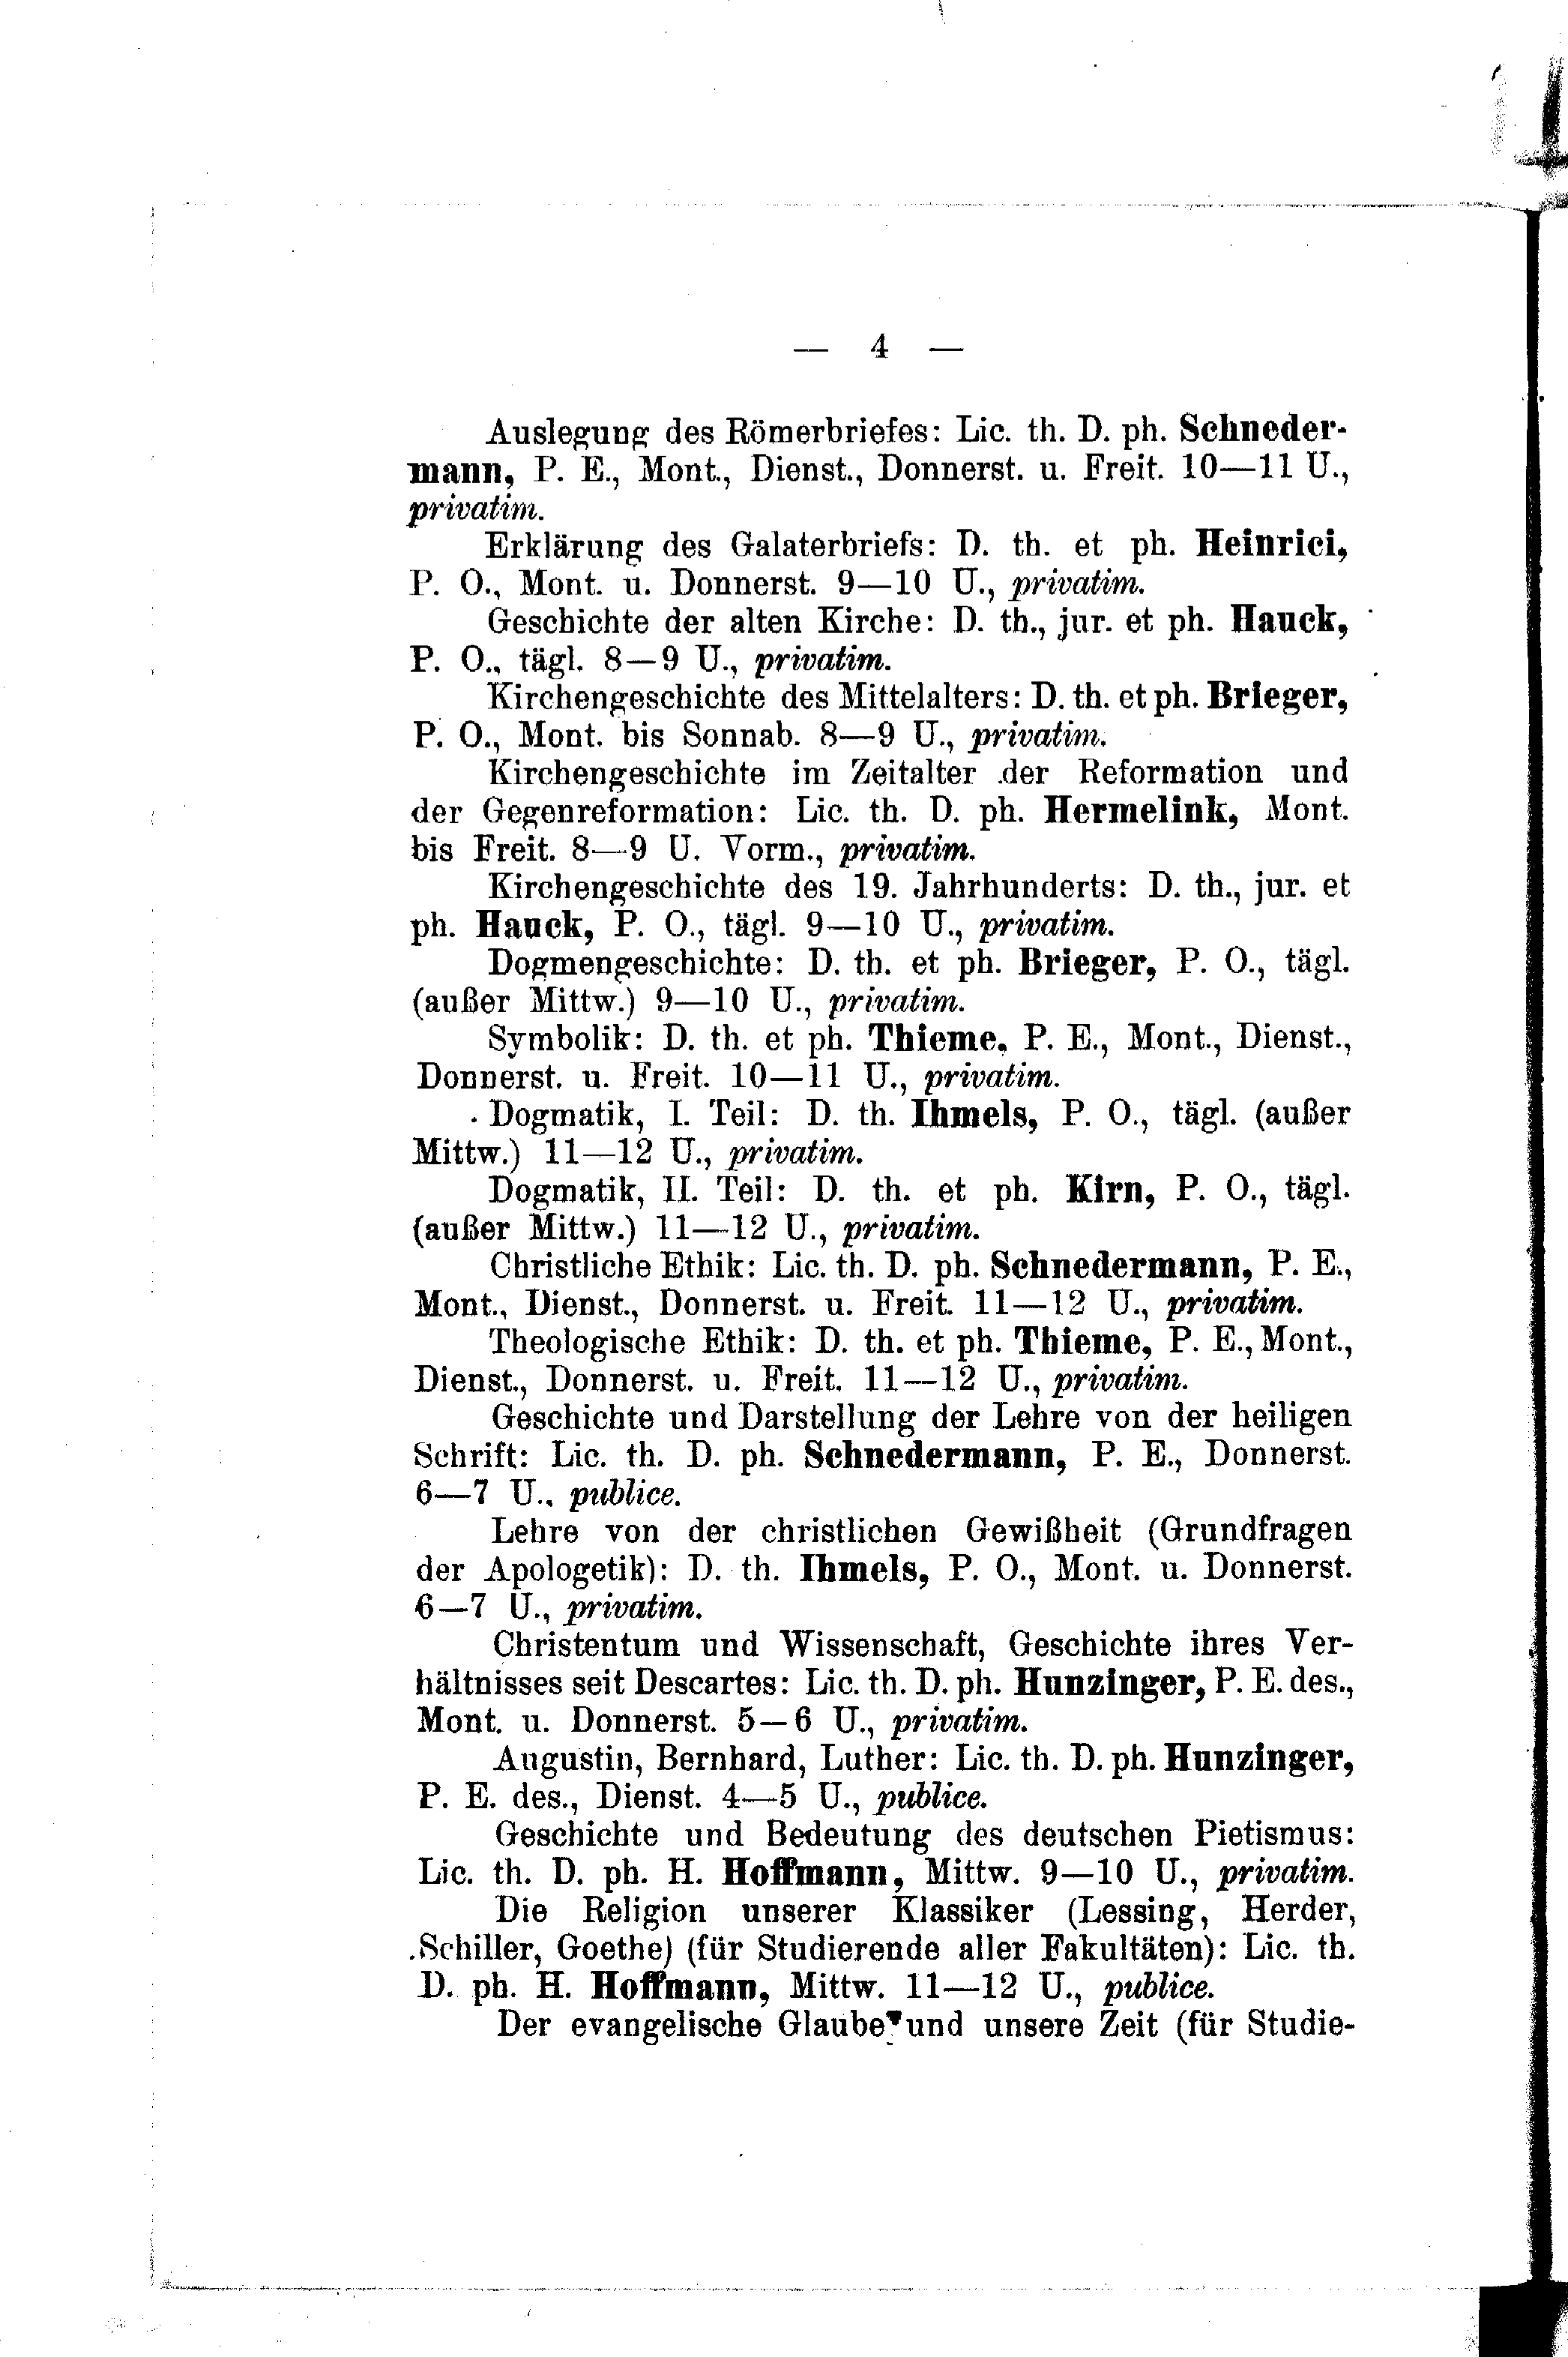 — 4 —
Auslegung des Römerbriefes: Lic. th. D. ph. Schneder-
mann, P. E., Mont., Dienst., Donnerst. u. Freit. 10—11 U.,
privatim.
Erklärung des Galaterbriefs: D. th. et ph. Heinrici,
P. O., Mont. u. Donnerst. 9—10 U., privatim.
Geschichte der alten Kirche: D. th., jur. et ph. Hauck,
P. O., tägl. 8—9 U., privatim.
Kirchengeschichte des Mittelalters: D. th. et ph. Brieger,
P. O., Mont. bis Sonnab. 8—9 U., privatim.
Kirchengeschichte im Zeitalter der Reformation und
der Gegenreformation: Lic. th. D. ph. Hermelink, Mont.
bis Freit. 8—9 U. Vorm., privatim.
Kirchengeschichte des 19. Jahrhunderts: D. th., jur. et
ph. Hauck, P. O., tägl. 9—10 U., privatim.
Dogmengeschichte: D. th. et ph. Brieger, P. O., tägl.
(außer Mittw.) 9—10 U., privatim.
Symbolik: D. th. et ph. Thieme, P. E., Mont., Dienst.,
Donnerst. u. Freit. 10—11 U., privatim.
Dogmatik, I. Teil: D. th. Ihmels, P. O., tägl. (außer
Mittw.) 11—12 U., privatim.
Dogmatik, II. Teil: D. th. et ph. Kirn, P. O., tägl.
(außer Mittw.) 11—12 U., privatim.
Christliche Ethik: Lic. th. D. ph. Schnedermann, P. E.,
Mont., Dienst., Donnerst. u. Freit. 11—12 U., privatim.
Theologische Ethik: D. th. et ph. Thieme, P. E., Mont.,
Dienst., Donnerst. u. Freit. 11—12 U., privatim.
Geschichte und Darstellung der Lehre von der heiligen
Schrift: Lic. th. D. ph. Schnedermann, P. E., Donnerst.
6—7 U., publice.
Lehre von der christlichen Gewißheit (Grundfragen
der Apologetik): D. th. Ihmels, P. O., Mont. u. Donnerst.
6—7 U., privatim.
Christentum und Wissenschaft, Geschichte ihres Ver-
hältnisses seit Descartes: Lic. th. D. ph. Hunzinger, P. E. des.,
Mont. u. Donnerst. 5—6 U., privatim.
Augustin, Bernhard, Luther: Lic. th. D. ph. Hunzinger,
P. E. des., Dienst. 4—5 U., publice.
Geschichte und Bedeutung des deutschen Pietismus:
Lic. th. D. ph. H. Hoffmann, Mittw. 9—10 U., privatim.
Die Religion unserer Klassiker (Lessing, Herder,
Schiller, Goethe) (für Studierende aller Fakultäten): Lic. th.
D. ph. H. Hoffmann, Mittw. 11—12 U., publice.
Der evangelische Glaube und unsere Zeit (für Studie-